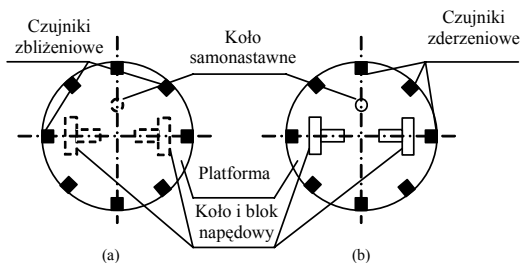 Czujniki
zbliżeniowe
Koło
samonastawne
Czujniki
zderzeniowe
Platforma
Koło i blok
napędowy
(a)
(b)